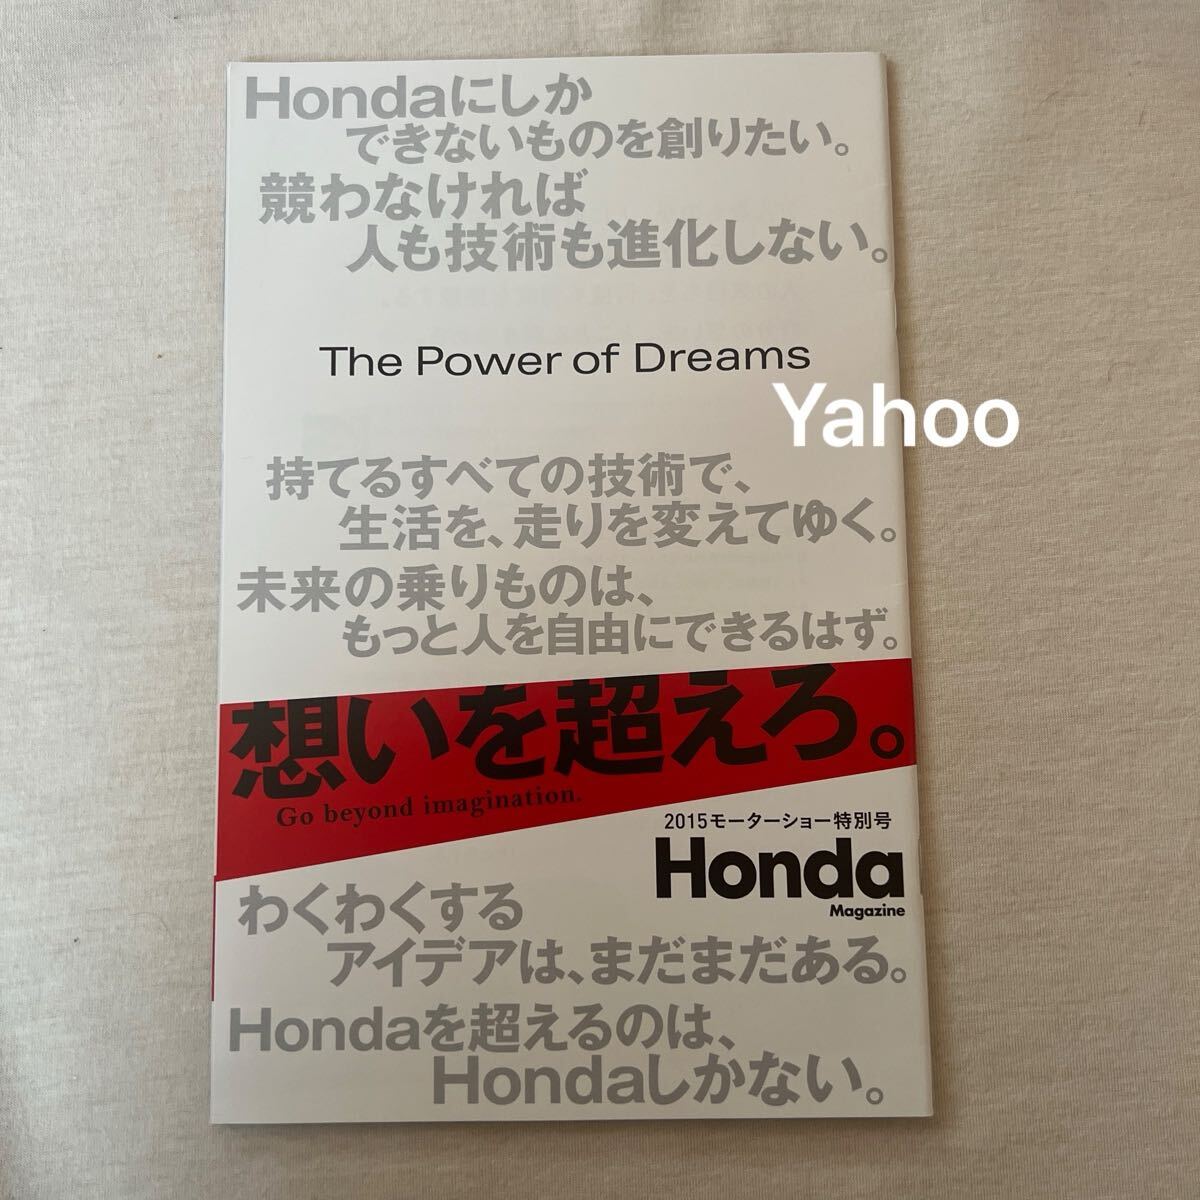 Hondaにしか
できないものを創りたい。
競わなければ
人も技術も進化しない。
The Power of Dreams
Yahoo
持てるすべての技術で、
生活を、走りを変えてゆく。
未来の乗りものは、
もっと人を自由にできるはず。
想いを超えろ。
Go beyond imagination.
2015モーターショー特別号
Honda
Magazine
わくわくする
アイデアは、まだまだある。
Hondaを超えるのは、
Hondaしかない。